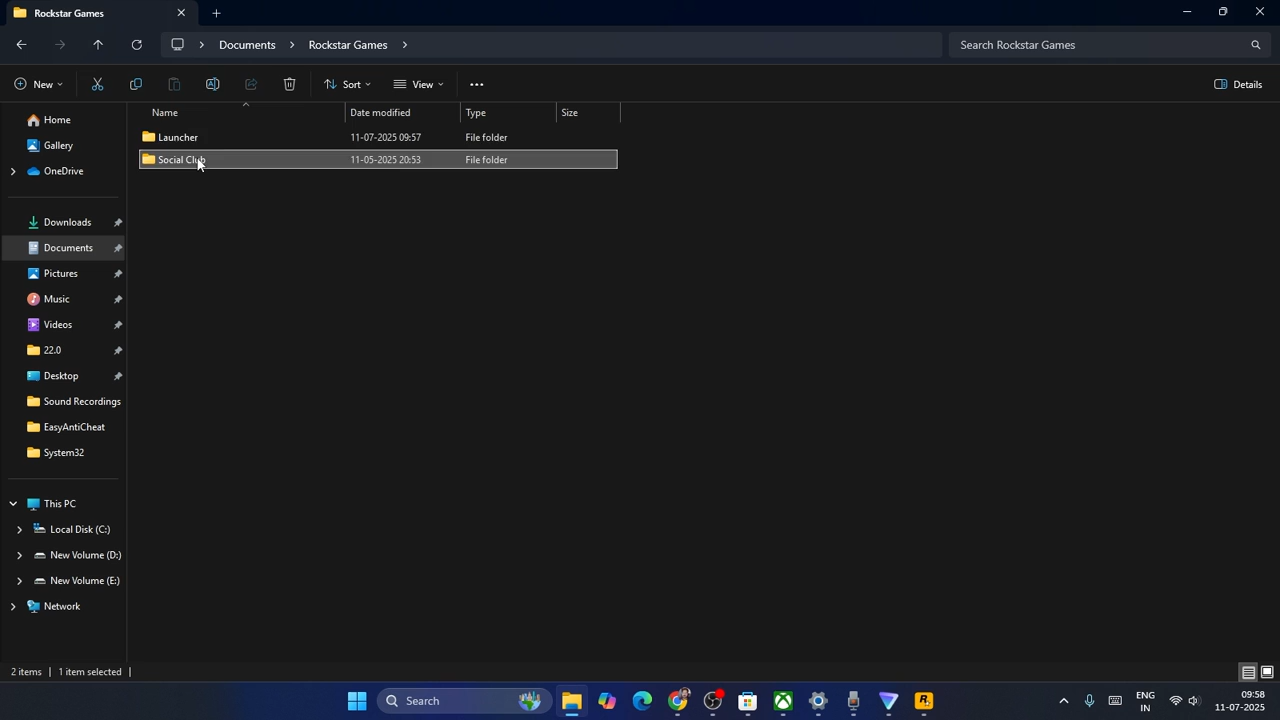 Rockstar Games
Documents
Rockstar Games
Search Rockstar Games
New
Sort
View
Details
Name
Date modified
Type
Size
Launcher
11-07-2025 09:57
File folder
Social Club
11-05-2025 20:53
File folder
Home
Gallery
OneDrive
Downloads
Documents
Pictures
Music
Videos
22.0
Desktop
Sound Recordings
EasyAntiCheat
System32
This PC
Local Disk (C:)
New Volume (D:)
New Volume (E:)
Network
2 items
1 item selected
Search
R
ENG
IN
09:58
11-07-2025